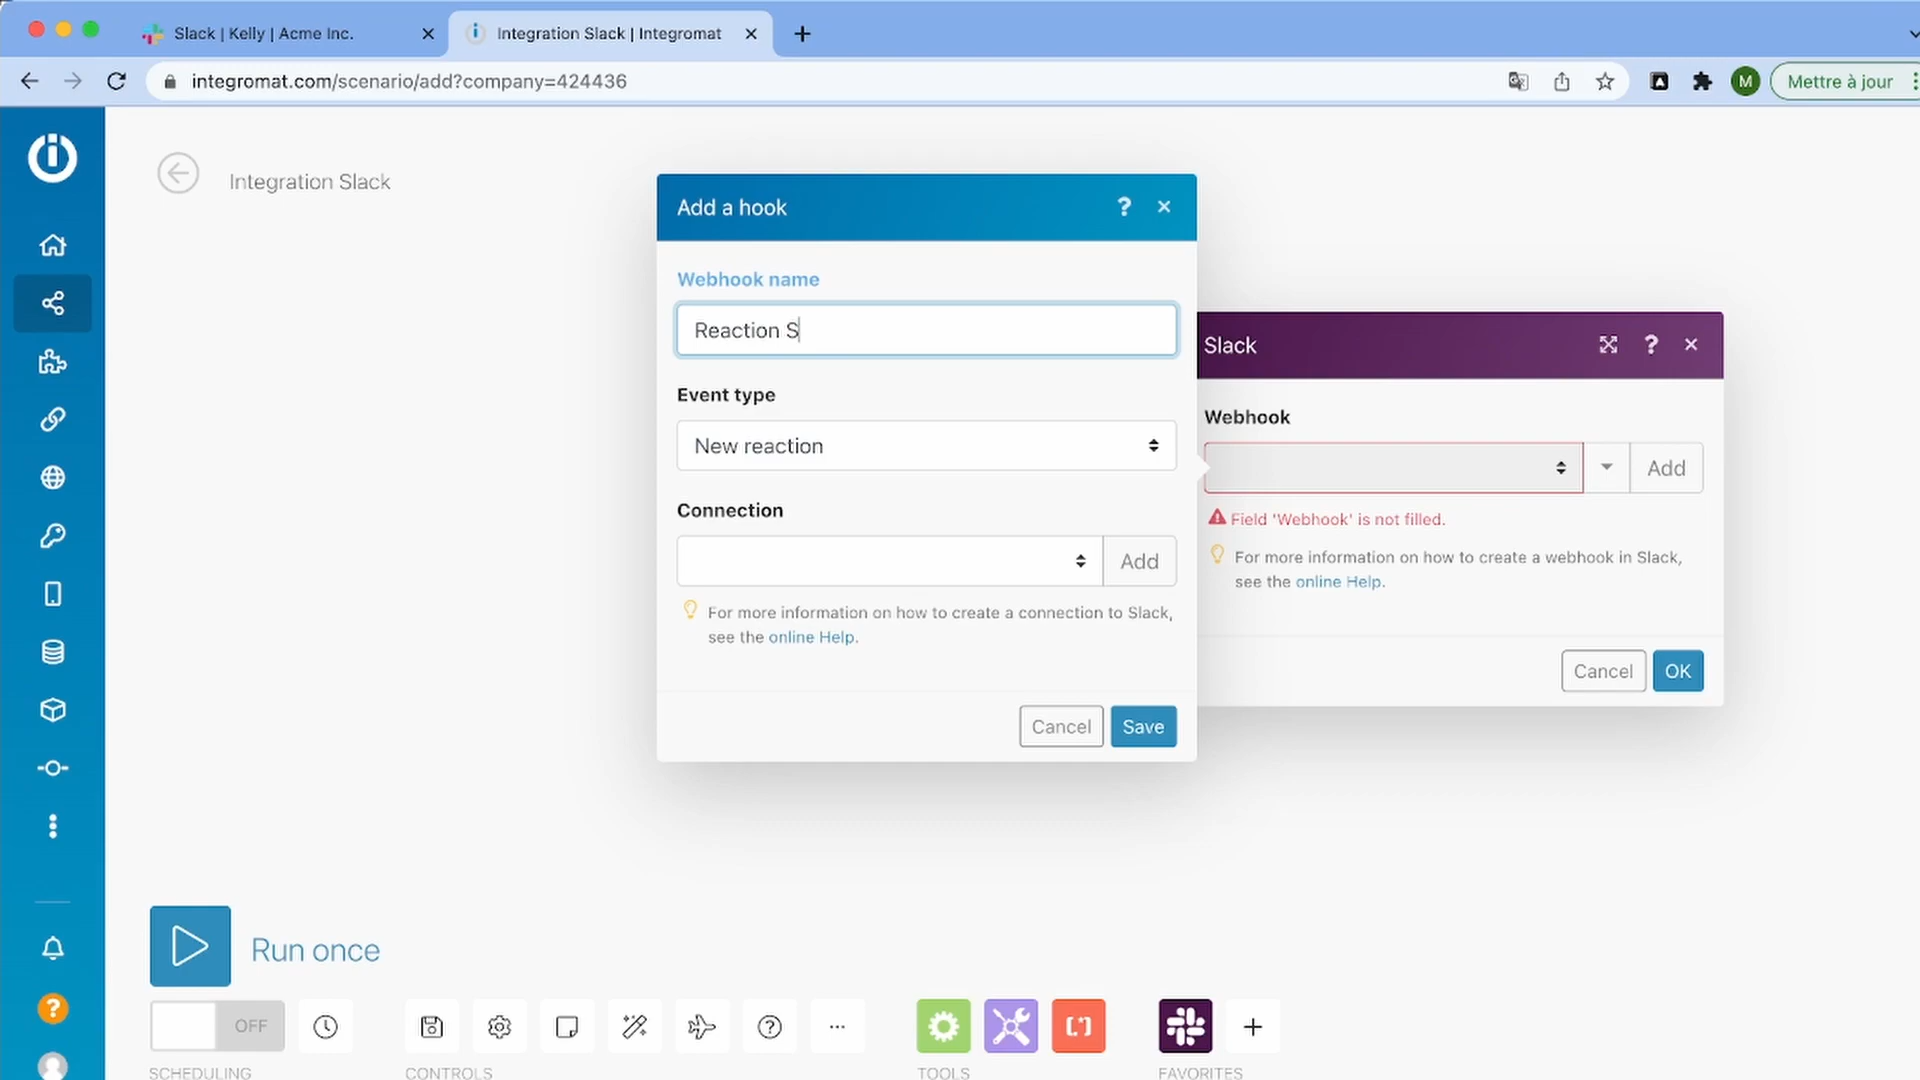 Slack | Kelly | Acme Inc.
Integration Slack | Integromat
integromat.com/scenario/add?company=424436
M
Mettre à jour
Integration Slack
Add a hook
Webhook name
Reaction S
Event type
New reaction
Connection
Add
For more information on how to create a connection to Slack,
see the online Help.
Cancel
Save
Slack
Webhook
Add
Field 'Webhook' is not filled.
For more information on how to create a webhook in Slack,
see the online Help.
Cancel
OK
Run once
OFF
SCHEDULING
CONTROLS
TOOLS
FAVORITES